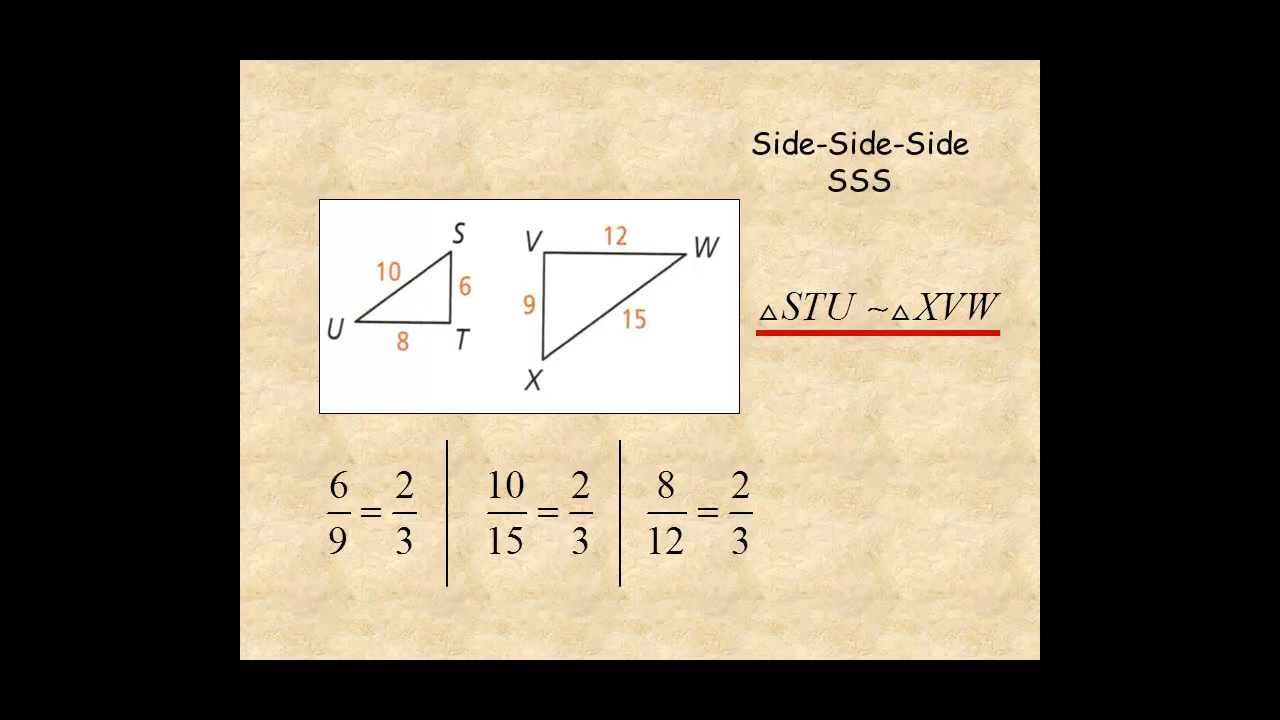 Side-Side-Side
SSS
S
10
6
U
8
T
V
12
W
9
15
X
△STU ~△XVW
6/9 = 2/3
10/15 = 2/3
8/12 = 2/3